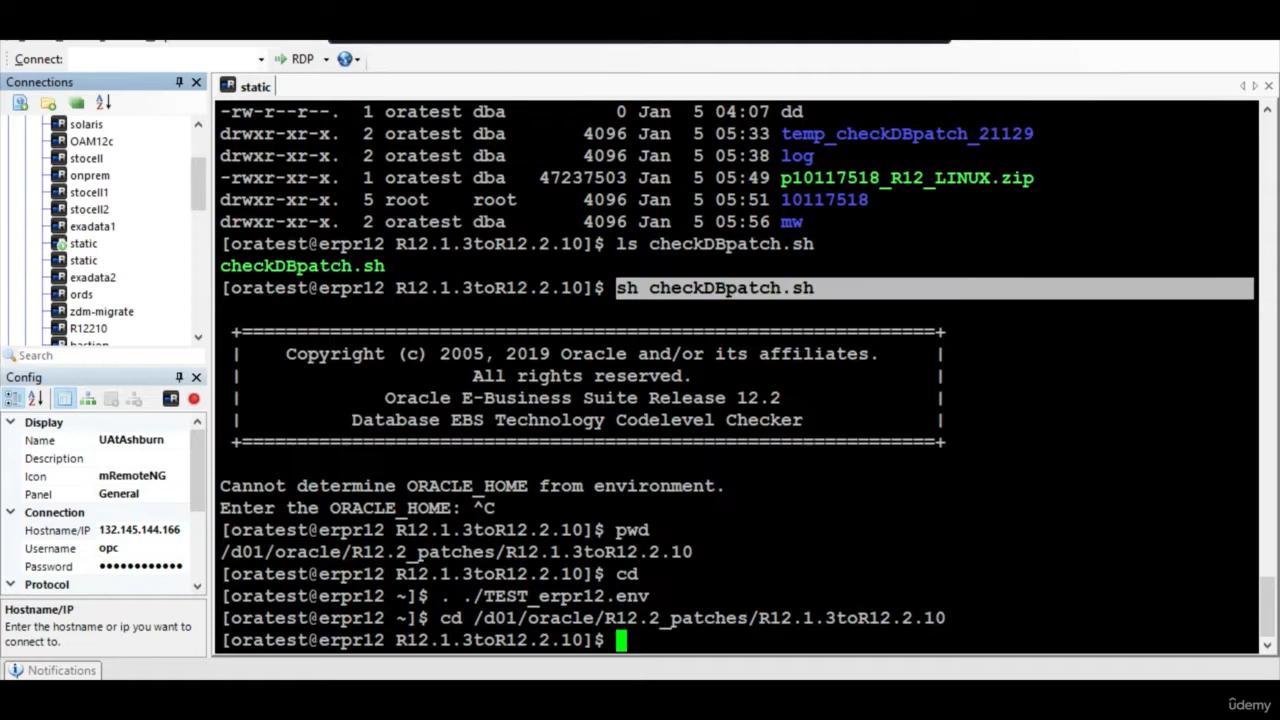 Connect:
RDP
Connections
static
solaris
OAM12c
stocell
onprem
stocell1
stocell2
exadata1
static
static
exadata2
ords
zdm-migrate
R12210
Search
Config
Display
Name UAtAshburn
Description
Icon mRemoteNG
Panel General
Connection
Hostname/IP 132.145.144.166
Username opc
Password ••••••••••••
Protocol
Hostname/IP
Enter the hostname or ip you want to
connect to.
Notifications
-rw-r--r--. 1 oratest dba 0 Jan 5 04:07 dd
drwxr-xr-x. 2 oratest dba 4096 Jan 5 05:33 temp_checkDBpatch_21129
drwxr-xr-x. 2 oratest dba 4096 Jan 5 05:38 log
-rwxr-xr-x. 1 oratest dba 47237503 Jan 5 05:49 p10117518_R12_LINUX.zip
drwxr-xr-x. 5 root root 4096 Jan 5 05:51 10117518
drwxr-xr-x. 2 oratest dba 4096 Jan 5 05:56 mw
[oratest@erpr12 R12.1.3toR12.2.10]$ ls checkDBpatch.sh
checkDBpatch.sh
[oratest@erpr12 R12.1.3toR12.2.10]$ sh checkDBpatch.sh
+===============================================================+
| Copyright (c) 2005, 2019 Oracle and/or its affiliates. |
| All rights reserved. |
| Oracle E-Business Suite Release 12.2 |
| Database EBS Technology Codelevel Checker |
+===============================================================+
Cannot determine ORACLE_HOME from environment.
Enter the ORACLE_HOME: ^C
[oratest@erpr12 R12.1.3toR12.2.10]$ pwd
/d01/oracle/R12.2_patches/R12.1.3toR12.2.10
[oratest@erpr12 R12.1.3toR12.2.10]$ cd
[oratest@erpr12 ~]$ . ./TEST_erpr12.env
[oratest@erpr12 ~]$ cd /d01/oracle/R12.2_patches/R12.1.3toR12.2.10
[oratest@erpr12 R12.1.3toR12.2.10]$
ûdemy